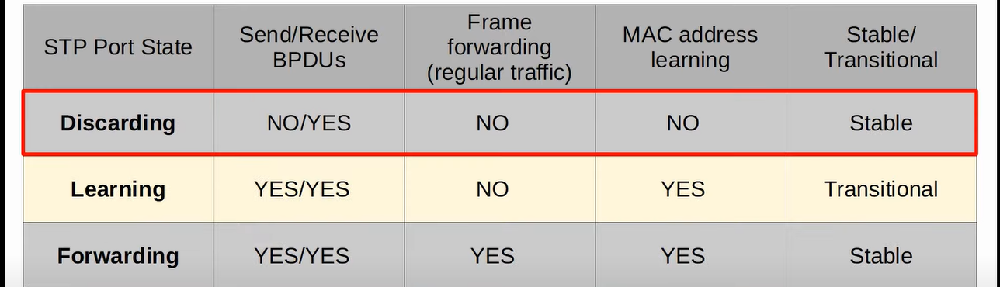 STP Port State
Send/Receive
BPDUs
Frame
forwarding
(regular traffic)
MAC address
learning
Stable/
Transitional
Discarding NO/YES NO NO Stable
Learning YES/YES NO YES Transitional
Forwarding YES/YES YES YES Stable